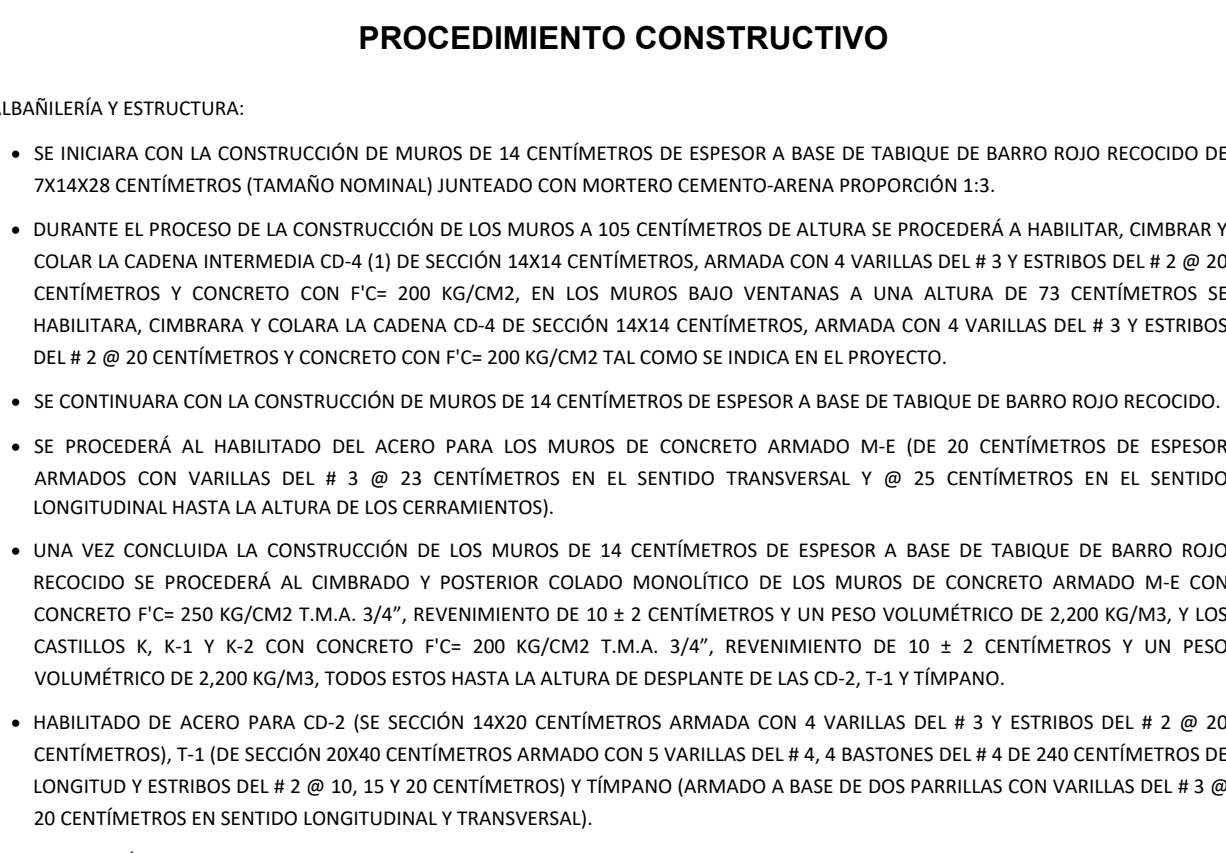 PROCEDIMIENTO CONSTRUCTIVO
ALBAÑILERÍA Y ESTRUCTURA:
• SE INICIARA CON LA CONSTRUCCIÓN DE MUROS DE 14 CENTÍMETROS DE ESPESOR A BASE DE TABIQUE DE BARRO ROJO RECOCIDO DE
7X14X28 CENTÍMETROS (TAMAÑO NOMINAL) JUNTEADO CON MORTERO CEMENTO-ARENA PROPORCIÓN 1:3.
• DURANTE EL PROCESO DE LA CONSTRUCCIÓN DE LOS MUROS A 105 CENTÍMETROS DE ALTURA SE PROCEDERÁ A HABILITAR, CIMBRAR Y
COLAR LA CADENA INTERMEDIA CD-4 (1) DE SECCIÓN 14X14 CENTÍMETROS, ARMADA CON 4 VARILLAS DEL # 3 Y ESTRIBOS DEL # 2 @ 20
CENTÍMETROS Y CONCRETO CON F'C= 200 KG/CM2, EN LOS MUROS BAJO VENTANAS A UNA ALTURA DE 73 CENTÍMETROS SE
HABILITARA, CIMBRARA Y COLARA LA CADENA CD-4 DE SECCIÓN 14X14 CENTÍMETROS, ARMADA CON 4 VARILLAS DEL # 3 Y ESTRIBOS
DEL # 2 @ 20 CENTÍMETROS Y CONCRETO CON F'C= 200 KG/CM2 TAL COMO SE INDICA EN EL PROYECTO.
• SE CONTINUARA CON LA CONSTRUCCIÓN DE MUROS DE 14 CENTÍMETROS DE ESPESOR A BASE DE TABIQUE DE BARRO ROJO RECOCIDO.
• SE PROCEDERÁ AL HABILITADO DEL ACERO PARA LOS MUROS DE CONCRETO ARMADO M-E (DE 20 CENTÍMETROS DE ESPESOR
ARMADOS CON VARILLAS DEL # 3 @ 23 CENTÍMETROS EN EL SENTIDO TRANSVERSAL Y @ 25 CENTÍMETROS EN EL SENTIDO
LONGITUDINAL HASTA LA ALTURA DE LOS CERRAMIENTOS).
• UNA VEZ CONCLUIDA LA CONSTRUCCIÓN DE LOS MUROS DE 14 CENTÍMETROS DE ESPESOR A BASE DE TABIQUE DE BARRO ROJO
RECOCIDO SE PROCEDERÁ AL CIMBRADO Y POSTERIOR COLADO MONOLÍTICO DE LOS MUROS DE CONCRETO ARMADO M-E CON
CONCRETO F'C= 250 KG/CM2 T.M.A. 3/4”, REVENIMIENTO DE 10 ± 2 CENTÍMETROS Y UN PESO VOLUMÉTRICO DE 2,200 KG/M3, Y LOS
CASTILLOS K, K-1 Y K-2 CON CONCRETO F'C= 200 KG/CM2 T.M.A. 3/4”, REVENIMIENTO DE 10 ± 2 CENTÍMETROS Y UN PESO
VOLUMÉTRICO DE 2,200 KG/M3, TODOS ESTOS HASTA LA ALTURA DE DESPLANTE DE LAS CD-2, T-1 Y TÍMPANO.
• HABILITADO DE ACERO PARA CD-2 (SE SECCIÓN 14X20 CENTÍMETROS ARMADA CON 4 VARILLAS DEL # 3 Y ESTRIBOS DEL # 2 @ 20
CENTÍMETROS), T-1 (DE SECCIÓN 20X40 CENTÍMETROS ARMADO CON 5 VARILLAS DEL # 4, 4 BASTONES DEL # 4 DE 240 CENTÍMETROS DE
LONGITUD Y ESTRIBOS DEL # 2 @ 10, 15 Y 20 CENTÍMETROS) Y TÍMPANO (ARMADO A BASE DE DOS PARRILLAS CON VARILLAS DEL # 3 @
20 CENTÍMETROS EN SENTIDO LONGITUDINAL Y TRANSVERSAL).